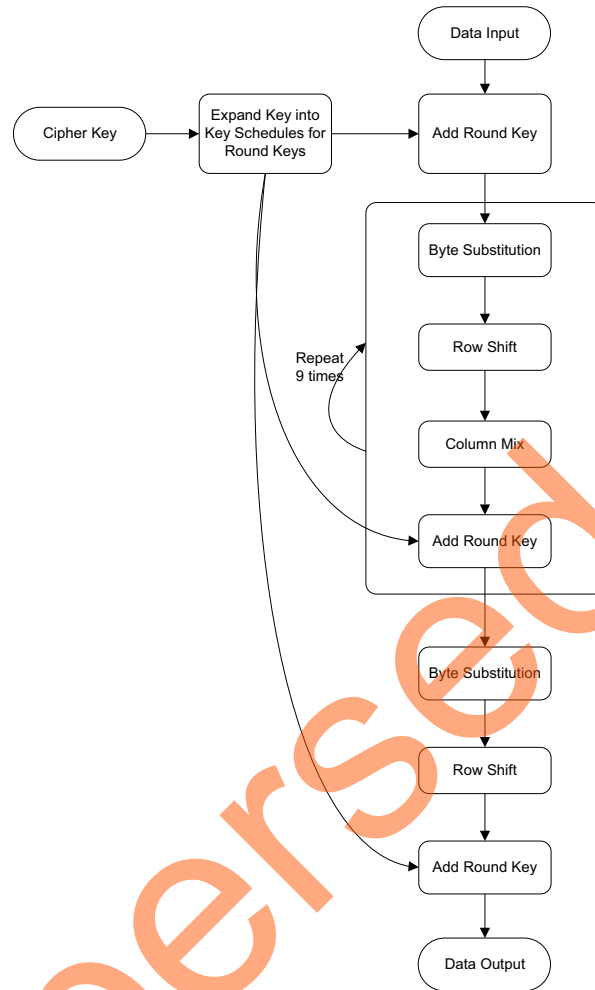 Data Input
Cipher Key
Expand Key into
Key Schedules for
Round Keys
Add Round Key
Byte Substitution
Row Shift
Repeat
9 times
Column Mix
Add Round Key
Byte Substitution
Row Shift
Add Round Key
Data Output
persed